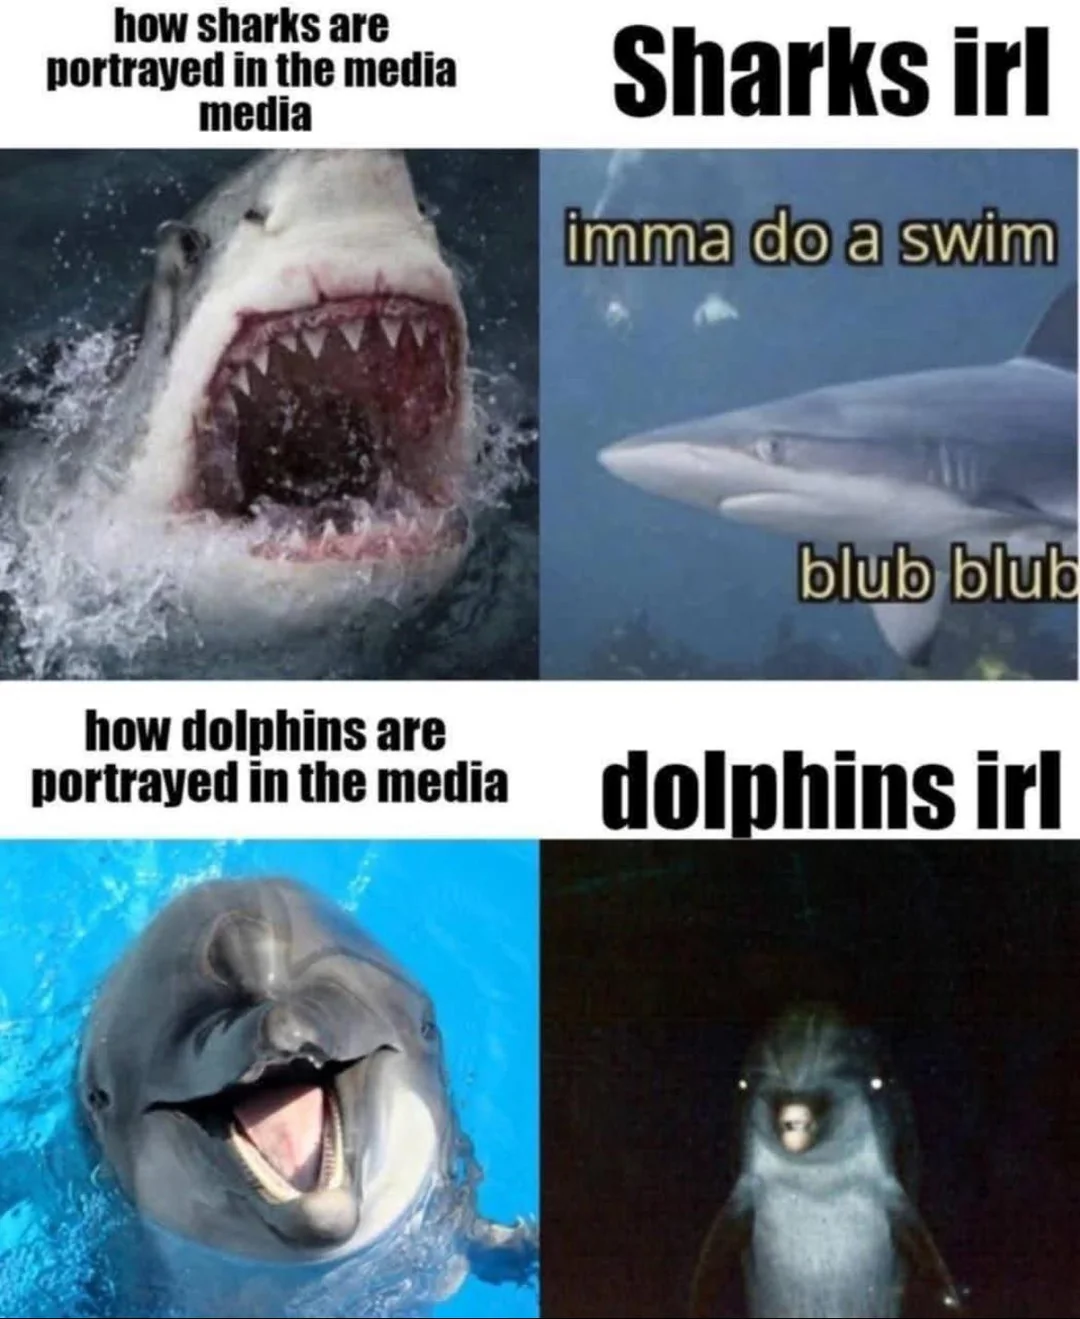 how sharks are
portrayed in the media
media
Sharks irl
imma do a swim
blub blub
how dolphins are
portrayed in the media
dolphins irl